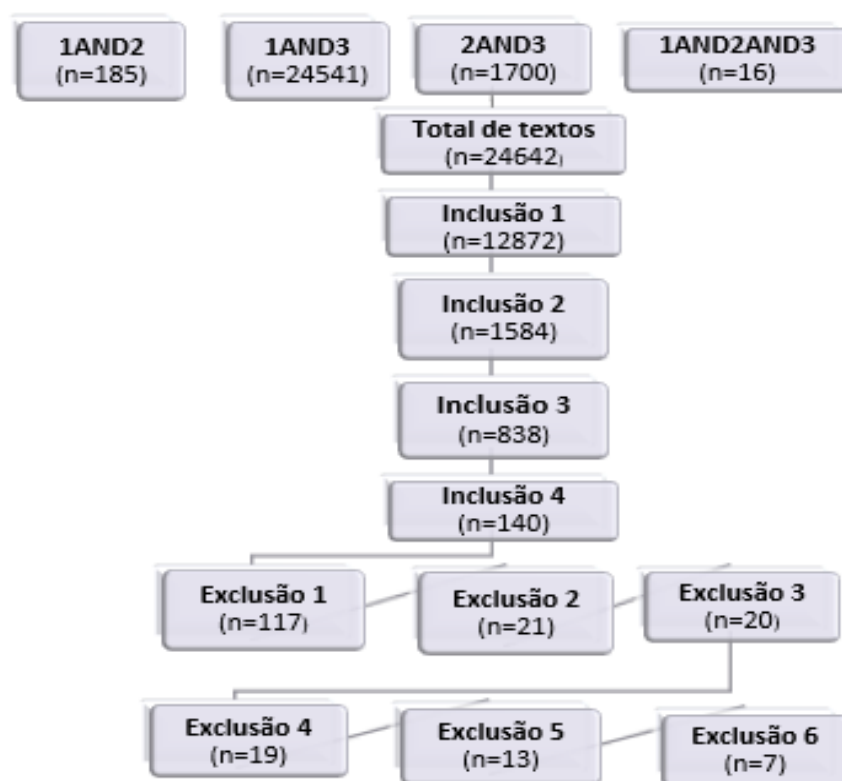 1AND2
(n=185)
1AND3
(n=24541)
2AND3
(n=1700)
1AND2AND3
(n=16)
Total de textos
(n=24642)
Inclusão 1
(n=12872)
Inclusão 2
(n=1584)
Inclusão 3
(n=838)
Inclusão 4
(n=140)
Exclusão 1
(n=117)
Exclusão 2
(n=21)
Exclusão 3
(n=20)
Exclusão 4
(n=19)
Exclusão 5
(n=13)
Exclusão 6
(n=7)